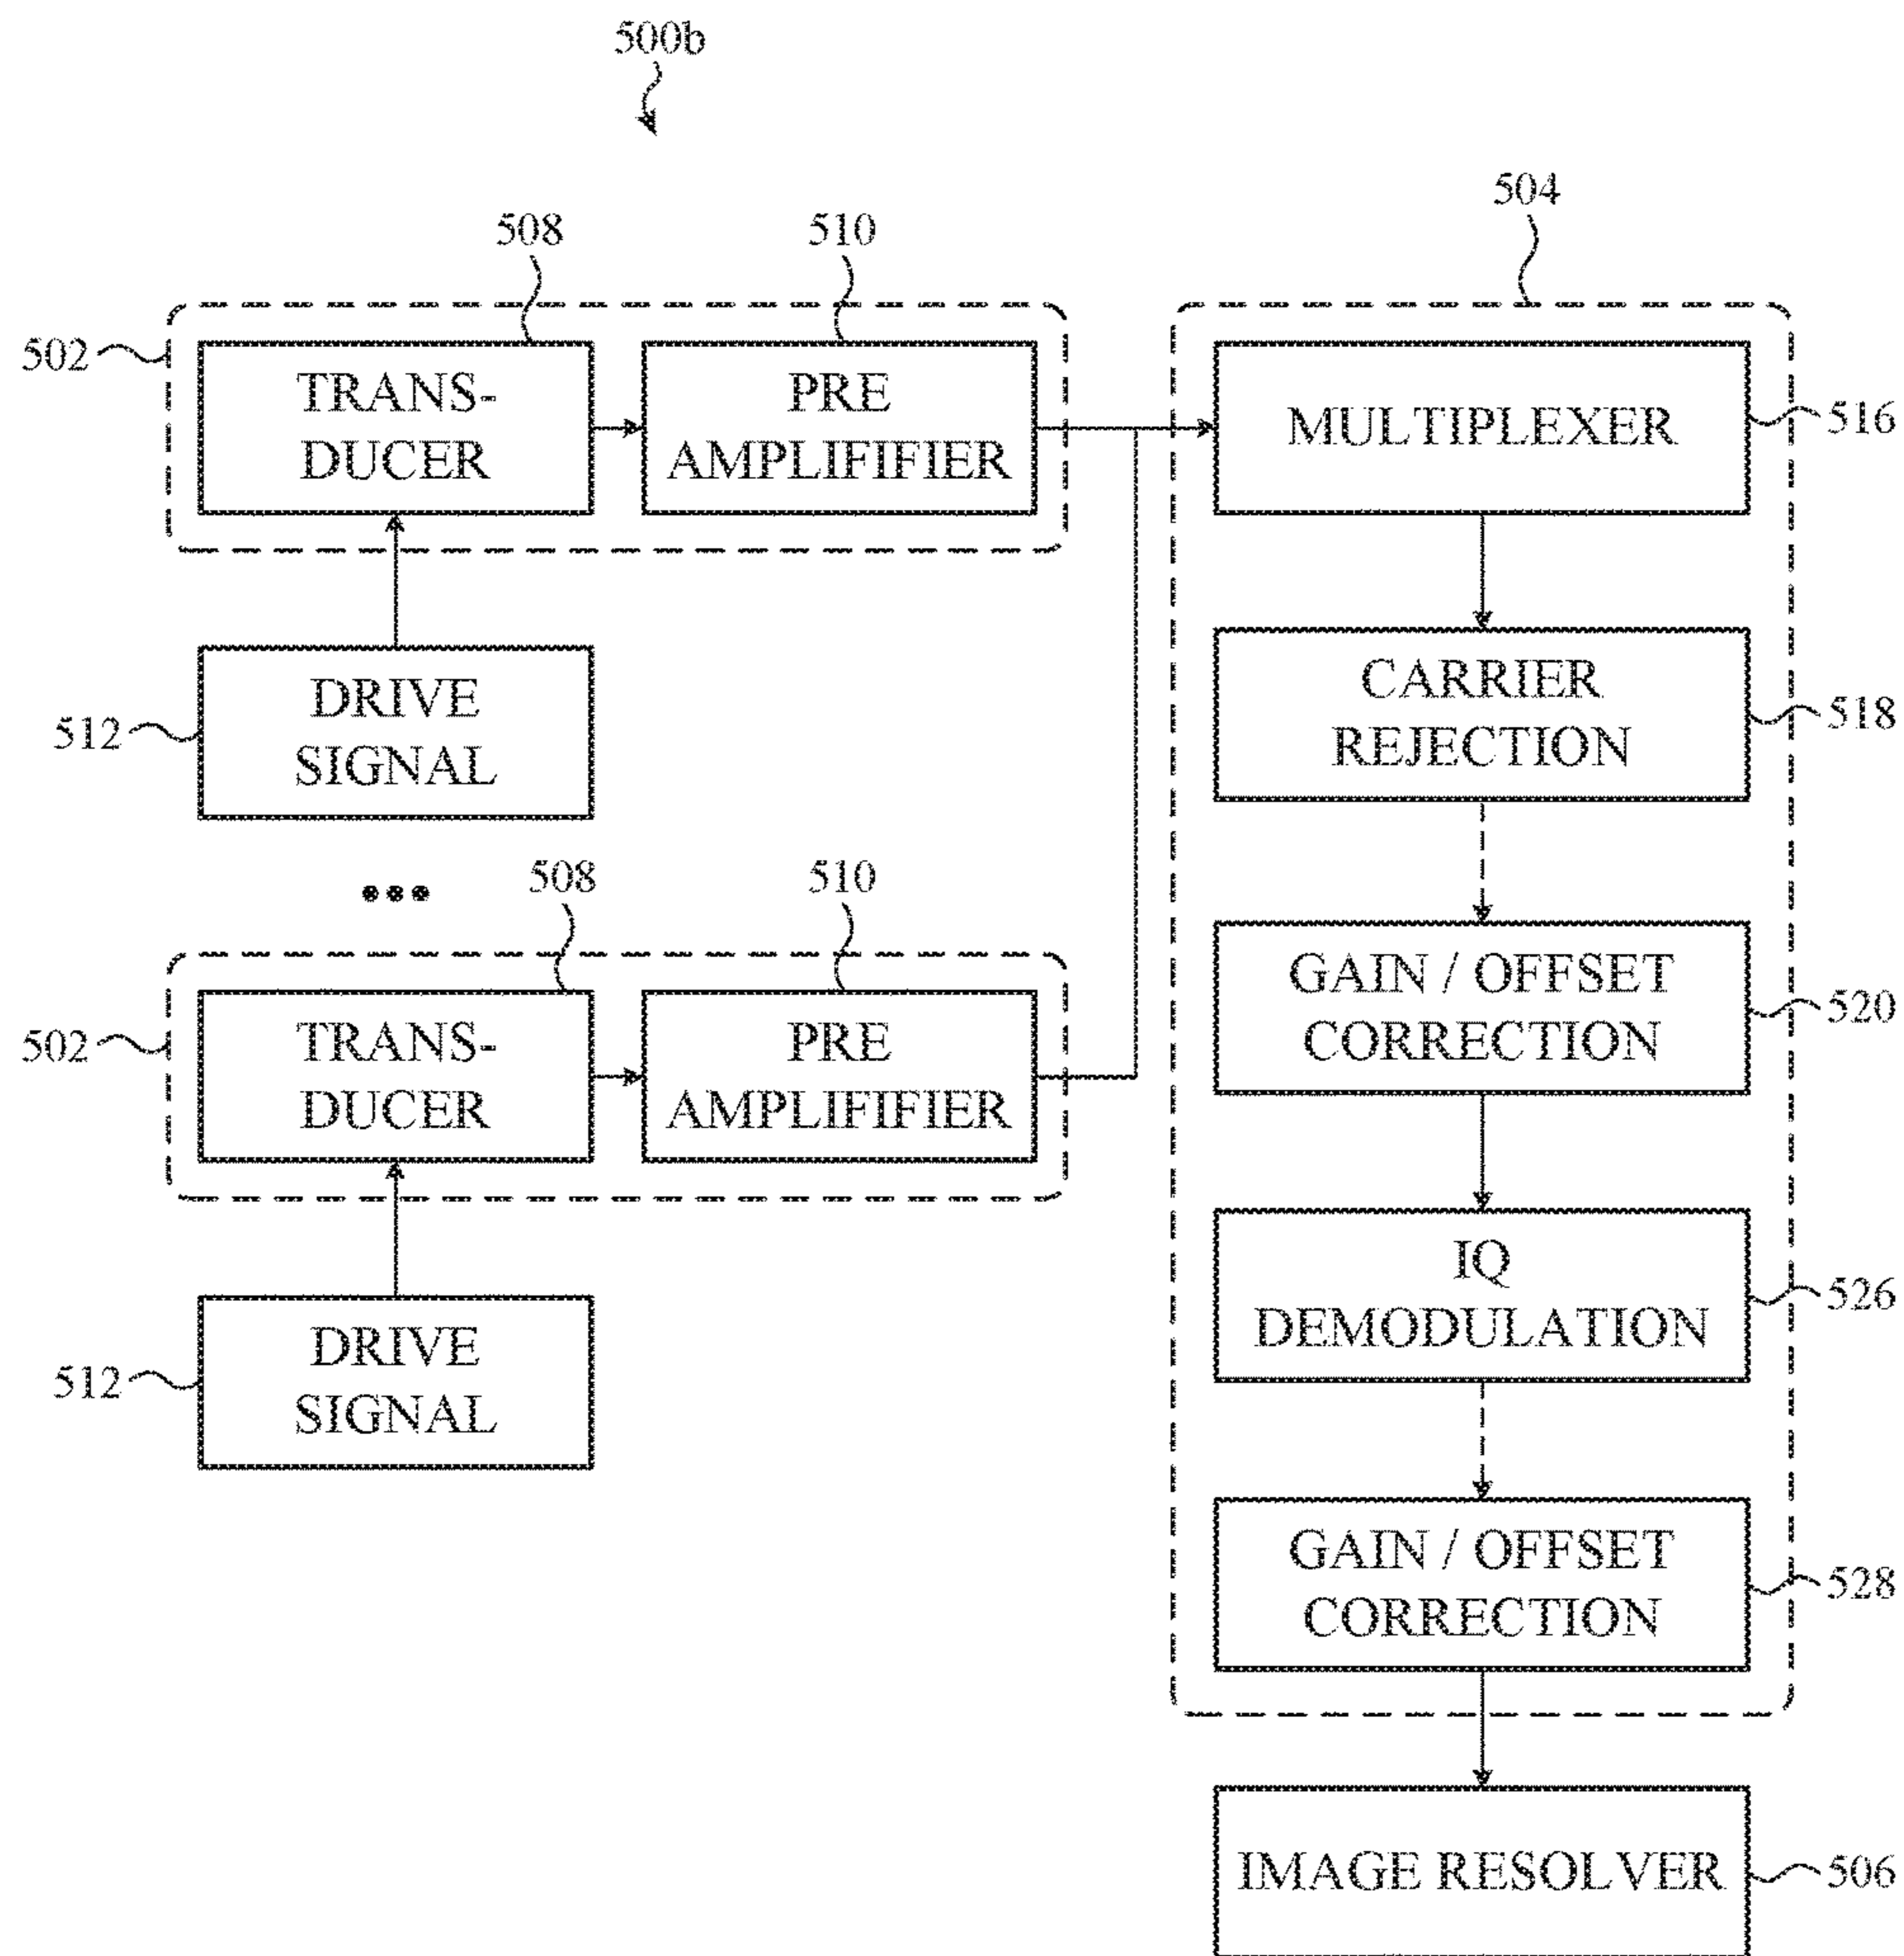 500b
508
510
504
502
TRANS-
DUCER
PRE
AMPLIFIFIER
MULTIPLEXER
516
512
DRIVE
SIGNAL
CARRIER
REJECTION
518
508
510
502
TRANS-
DUCER
PRE
AMPLIFIFIER
GAIN / OFFSET
CORRECTION
520
512
DRIVE
SIGNAL
IQ
DEMODULATION
526
GAIN / OFFSET
CORRECTION
528
IMAGE RESOLVER
506